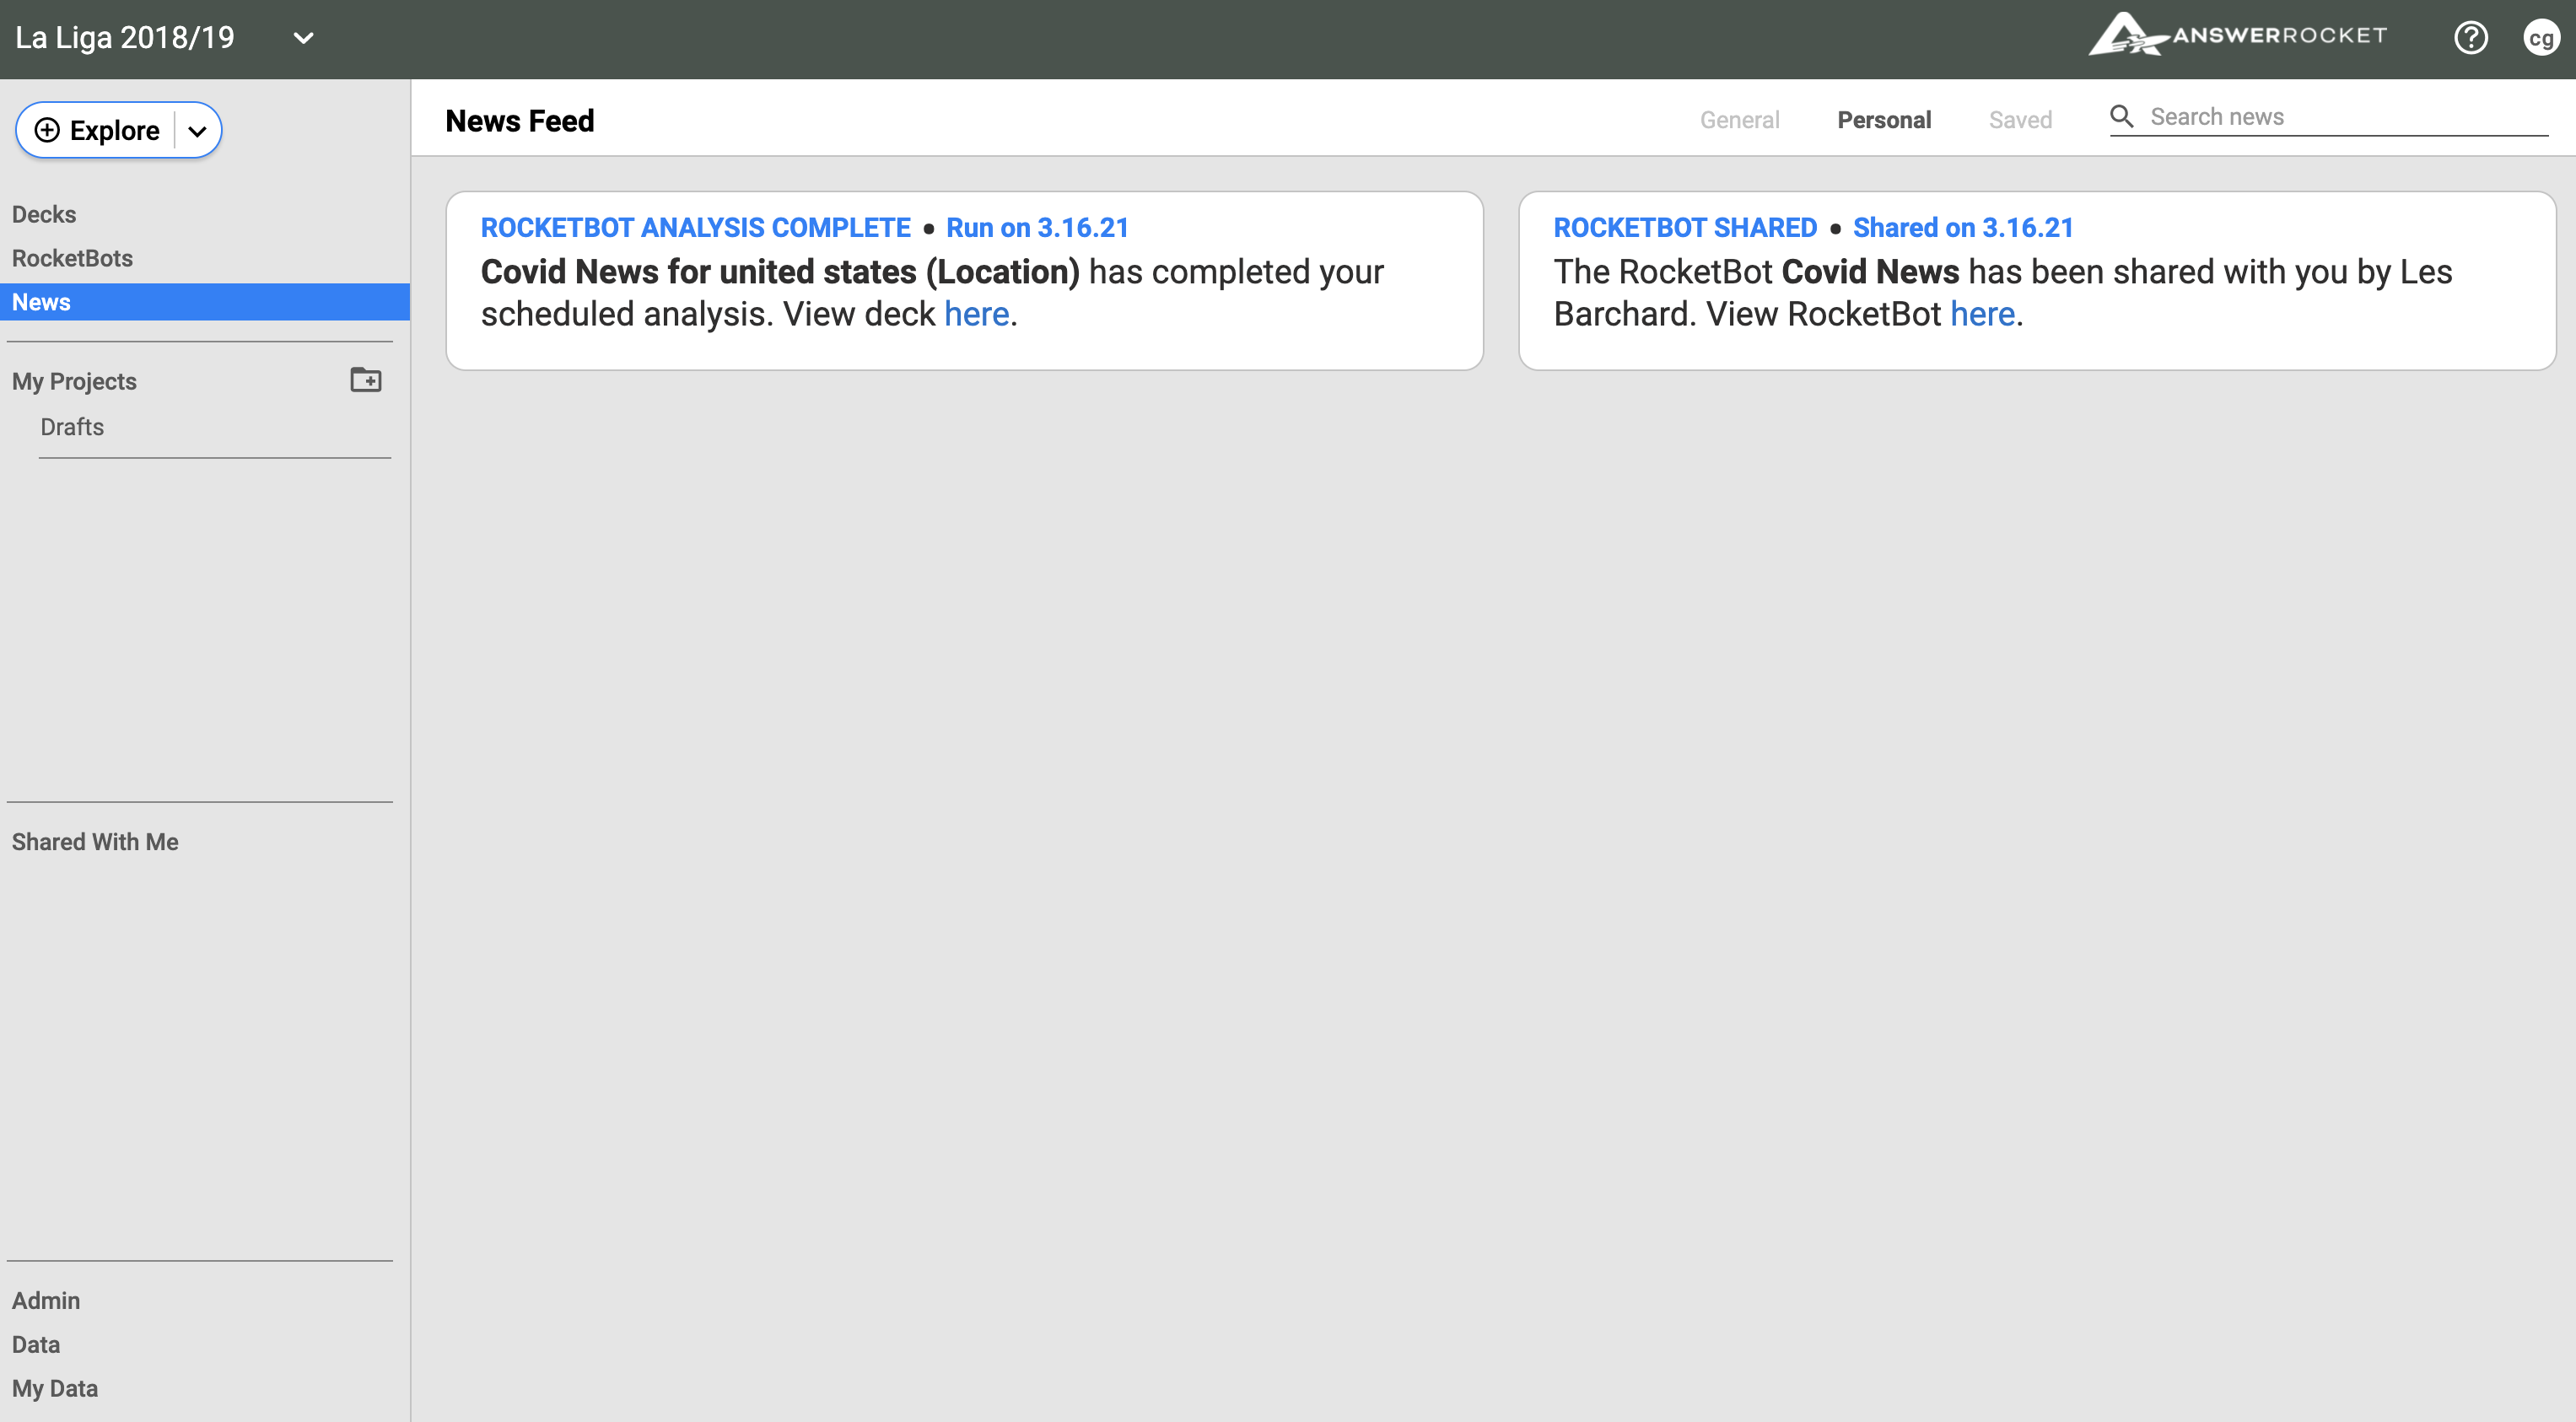 La Liga 2018/19
ANSWERROCKET
cg
Explore
Decks
RocketBots
News
My Projects
Drafts
Shared With Me
Admin
Data
My Data
News Feed
General
Personal
Saved
Search news
ROCKETBOT ANALYSIS COMPLETE • Run on 3.16.21
Covid News for united states (Location) has completed your
scheduled analysis. View deck here.
ROCKETBOT SHARED • Shared on 3.16.21
The RocketBot Covid News has been shared with you by Les
Barchard. View RocketBot here.